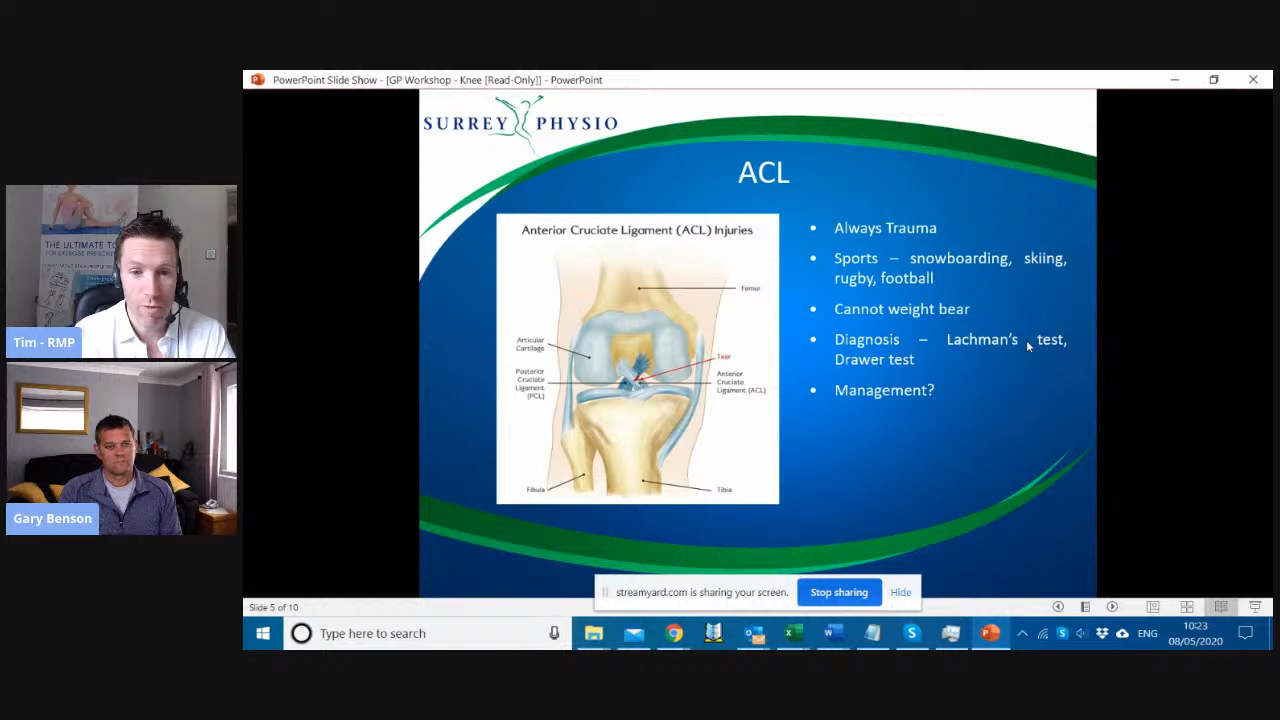 PowerPoint Slide Show - [GP Workshop - Knee [Read-Only]] - PowerPoint
SURREY PHYSIO
ACL
Anterior Cruciate Ligament (ACL) Injuries
Femur
Articular
Cartilage
Tear
Posterior
Cruciate
Ligament
(PCL)
Anterior
Cruciate
Ligament (ACL)
Fibula
Tibia
• Always Trauma
• Sports – snowboarding, skiing,
rugby, football
• Cannot weight bear
• Diagnosis – Lachman's test,
Drawer test
• Management?
THE ULTIMATE TO
Tim - RMP
Gary Benson
streamyard.com is sharing your screen.
Stop sharing
Hide
Slide 5 of 10
Type here to search
ENG
10:23
08/05/2020